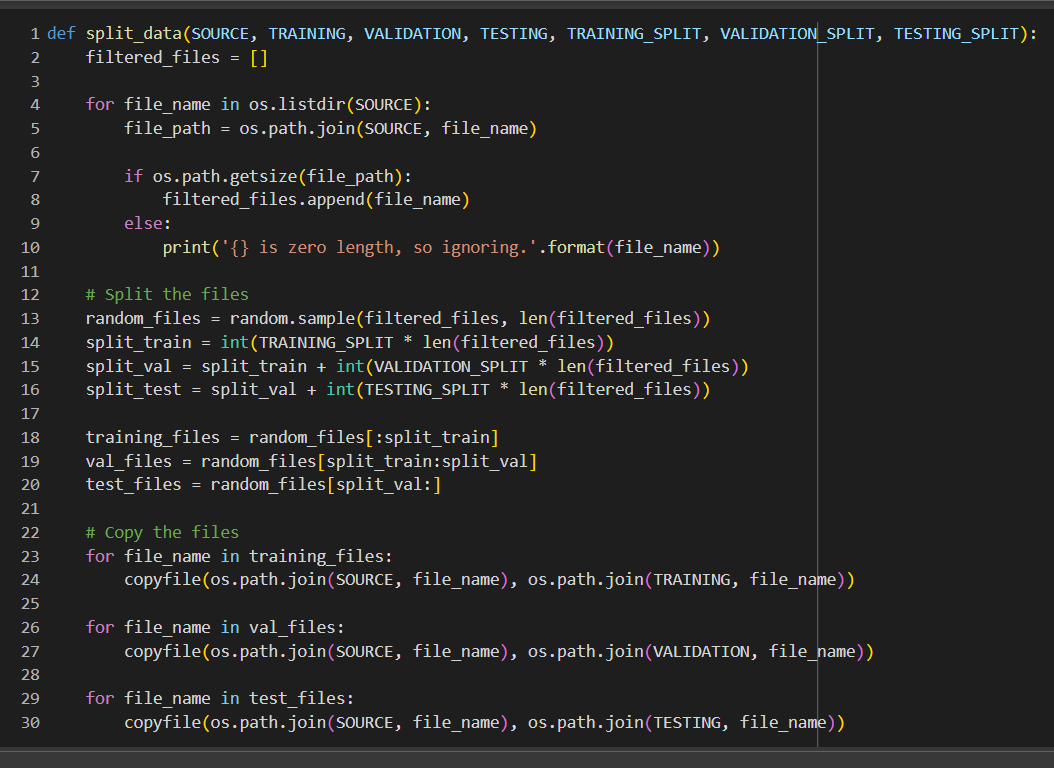 1 def split_data(SOURCE, TRAINING, VALIDATION, TESTING, TRAINING_SPLIT, VALIDATION_SPLIT, TESTING_SPLIT):
2     filtered_files = []
3
4     for file_name in os.listdir(SOURCE):
5         file_path = os.path.join(SOURCE, file_name)
6
7         if os.path.getsize(file_path):
8             filtered_files.append(file_name)
9         else:
10             print('{} is zero length, so ignoring.'.format(file_name))
11
12     # Split the files
13     random_files = random.sample(filtered_files, len(filtered_files))
14     split_train = int(TRAINING_SPLIT * len(filtered_files))
15     split_val = split_train + int(VALIDATION_SPLIT * len(filtered_files))
16     split_test = split_val + int(TESTING_SPLIT * len(filtered_files))
17
18     training_files = random_files[:split_train]
19     val_files = random_files[split_train:split_val]
20     test_files = random_files[split_val:]
21
22     # Copy the files
23     for file_name in training_files:
24         copyfile(os.path.join(SOURCE, file_name), os.path.join(TRAINING, file_name))
25
26     for file_name in val_files:
27         copyfile(os.path.join(SOURCE, file_name), os.path.join(VALIDATION, file_name))
28
29     for file_name in test_files:
30         copyfile(os.path.join(SOURCE, file_name), os.path.join(TESTING, file_name))